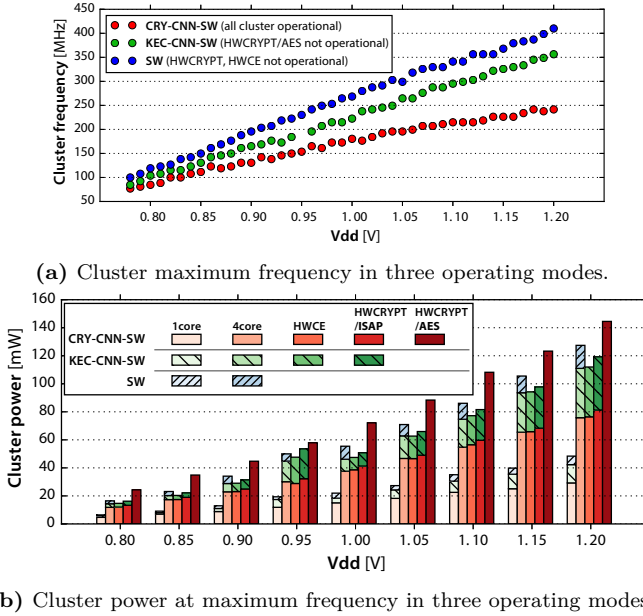 450
400
350
300
250
200
150
100
50
Cluster frequency [MHz]
CRY-CNN-SW (all cluster operational)
KEC-CNN-SW (HWCRYPT/AES not operational)
SW (HWCRYPT, HWCE not operational)
0.80 0.85 0.90 0.95 1.00 1.05 1.10 1.15 1.20
Vdd [V]
(a) Cluster maximum frequency in three operating modes.
160
140
120
100
80
60
40
20
0
Cluster power [mW]
1core 4core HWCE HWCRYPT/ISAP HWCRYPT/AES
CRY-CNN-SW
KEC-CNN-SW
SW
0.80 0.85 0.90 0.95 1.00 1.05 1.10 1.15 1.20
Vdd [V]
b) Cluster power at maximum frequency in three operating modes